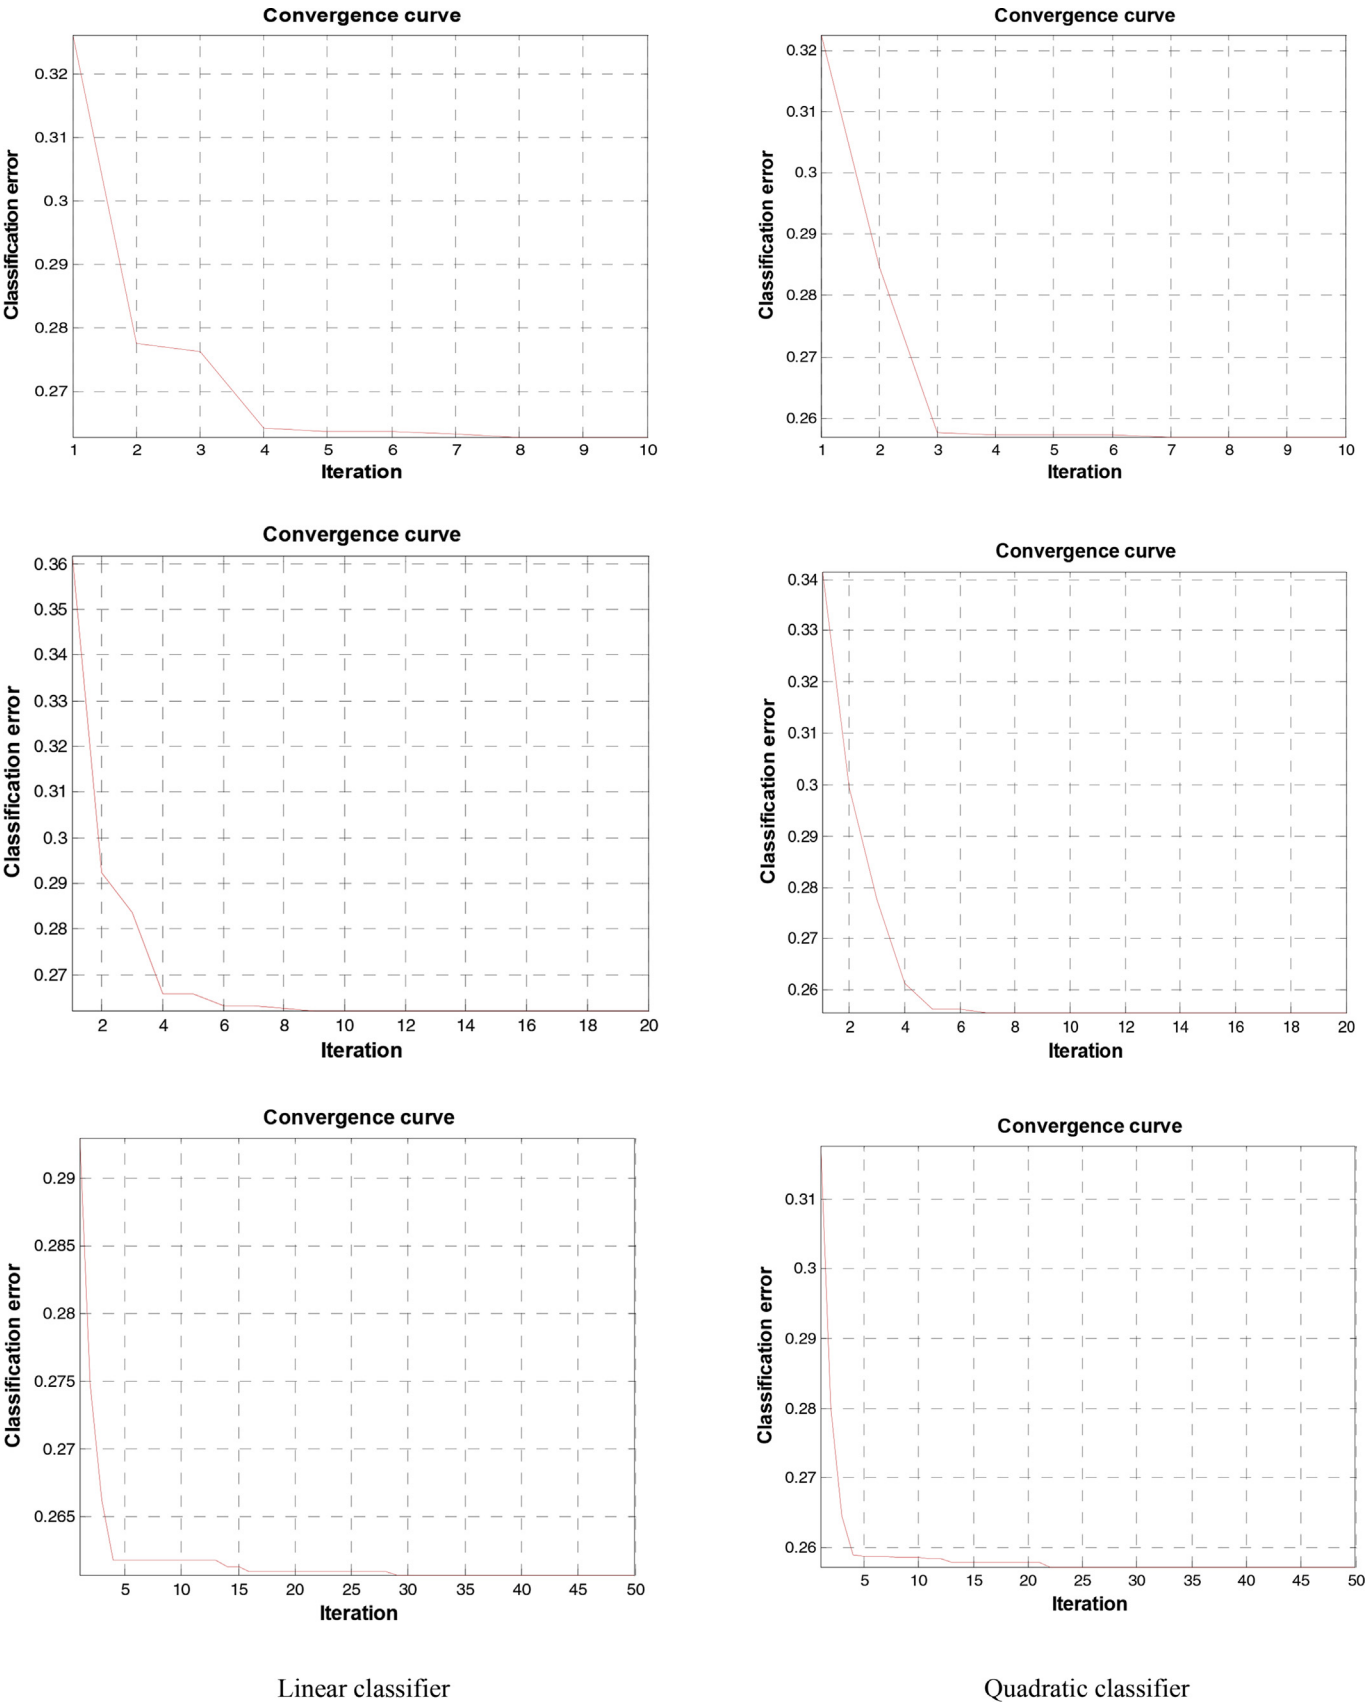 Convergence curve
Classification error
0.32
0.31
0.3
0.29
0.28
0.27
1 2 3 4 5 6 7 8 9 10
Iteration
Convergence curve
Classification error
0.32
0.31
0.3
0.29
0.28
0.27
0.26
1 2 3 4 5 6 7 8 9 10
Iteration
Convergence curve
Classification error
0.36
0.35
0.34
0.33
0.32
0.31
0.3
0.29
0.28
0.27
2 4 6 8 10 12 14 16 18 20
Iteration
Convergence curve
Classification error
0.34
0.33
0.32
0.31
0.3
0.29
0.28
0.27
0.26
2 4 6 8 10 12 14 16 18 20
Iteration
Convergence curve
Classification error
0.29
0.285
0.28
0.275
0.27
0.265
5 10 15 20 25 30 35 40 45 50
Iteration
Convergence curve
Classification error
0.31
0.3
0.29
0.28
0.27
0.26
5 10 15 20 25 30 35 40 45 50
Iteration
Linear classifier
Quadratic classifier